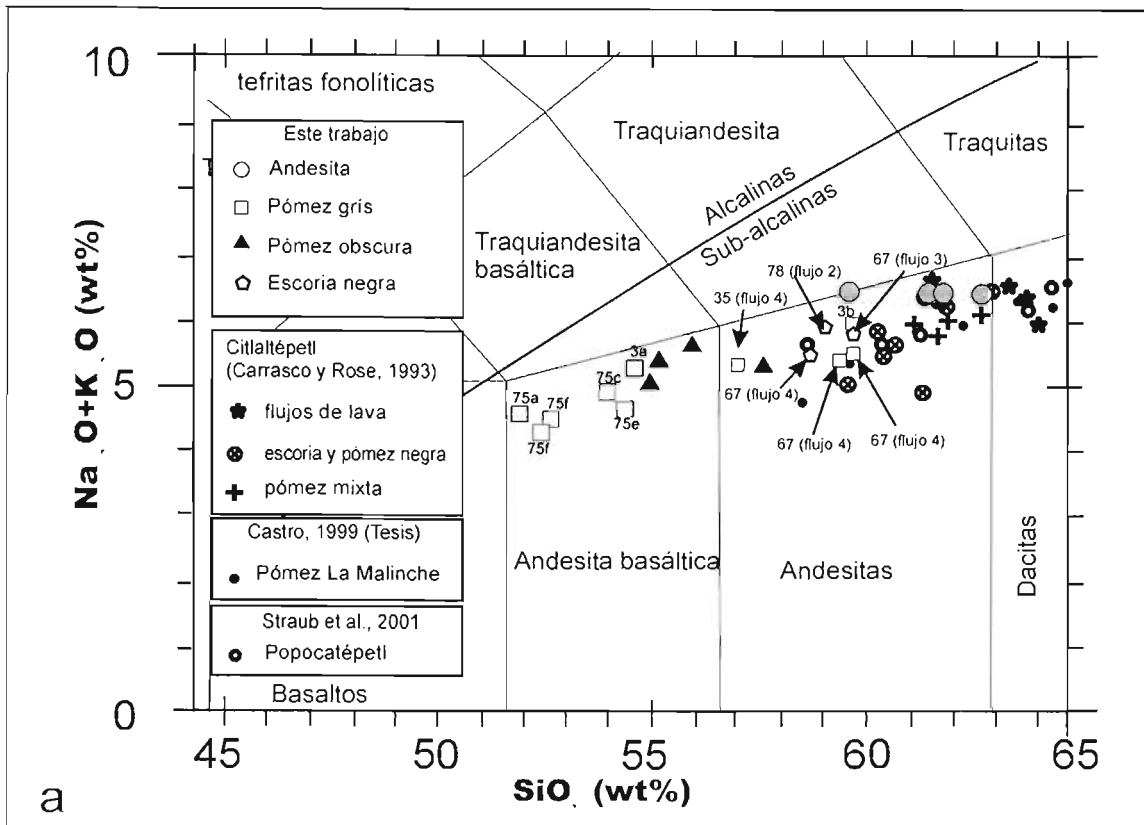 10
5
0
Na O+K O (wt%)
tefritas fonolíticas
Traquiandesita
Traquitas
Alcalinas
Sub-alcalinas
Traquiandesita
basáltica
Este trabajo
Andesita
Pómez gris
Pómez obscura
Escoria negra
Citlaltépetl
(Carrasco y Rose, 1993)
flujos de lava
escoria y pómez negra
pómez mixta
Castro, 1999 (Tesis)
Pómez La Malinche
Straub et al., 2001
Popocatépetl
78 (flujo 2)
67 (flujo 3)
35 (flujo 4)
3b
3a
75c
75a
75f
75e
75f
67 (flujo 4)
67 (flujo 4)
67 (flujo 4)
Andesita basáltica
Andesitas
Dacitas
Basaltos
45
50
55
60
65
SiO (wt%)
a